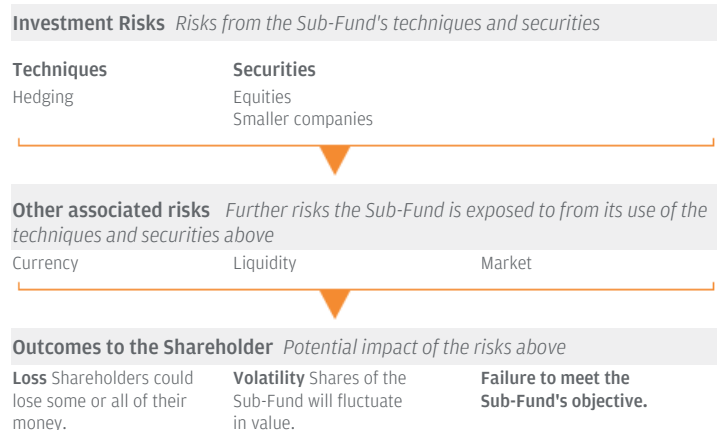 Investment Risks Risks from the Sub-Fund's techniques and securities
Techniques
Hedging
Securities
Equities
Smaller companies
Other associated risks Further risks the Sub-Fund is exposed to from its use of the
techniques and securities above
Currency
Liquidity
Market
Outcomes to the Shareholder Potential impact of the risks above
Loss Shareholders could
lose some or all of their
money.
Volatility Shares of the
Sub-Fund will fluctuate
in value.
Failure to meet the
Sub-Fund's objective.